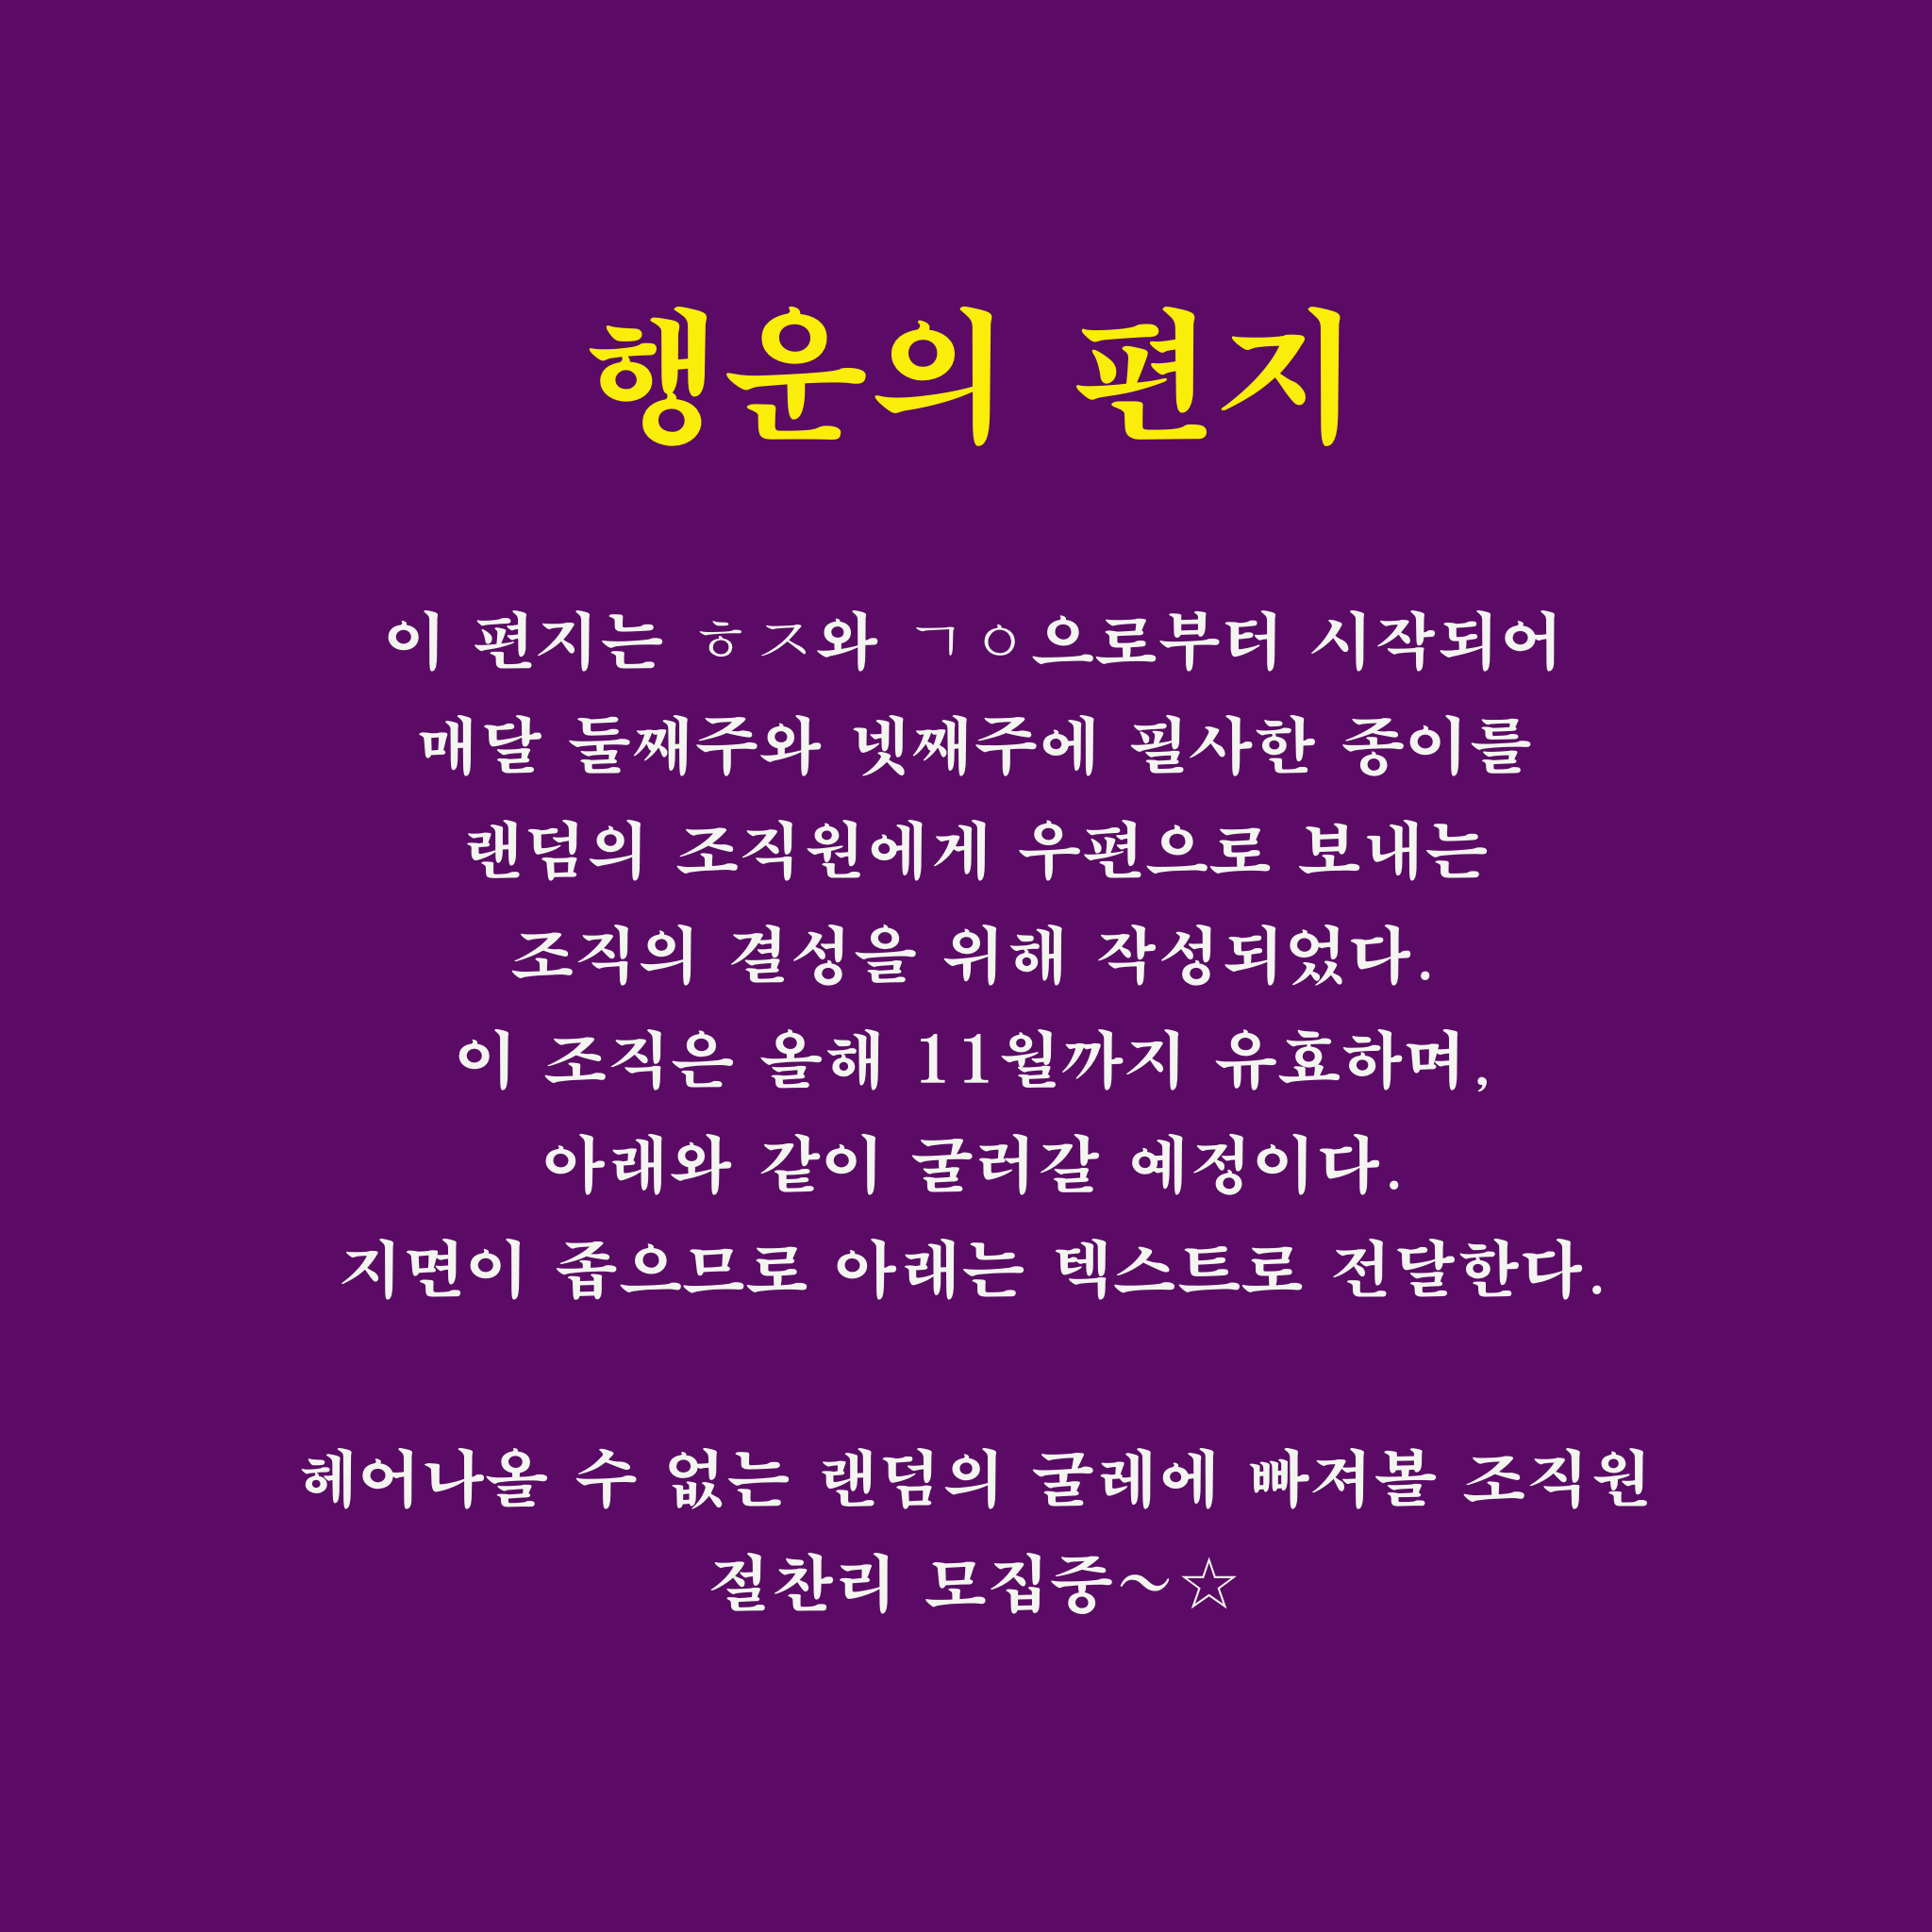 행운의 편지
이 편지는 ㅎㅈ와 ㄱㅇ으로부터 시작되어
매달 둘째주와 넷째주에 필사한 종이를
랜덤의 조직원에게 우편으로 보내는
조직의 결성을 위해 작성되었다.
이 조직은 올해 11월까지 유효하며,
아래와 같이 굴러갈 예정이다.
지면이 좁으므로 아래는 텍스트로 전달한다.
헤어나올 수 없는 랜덤의 굴레에 빠져볼 조직원
절찬리 모집중~☆